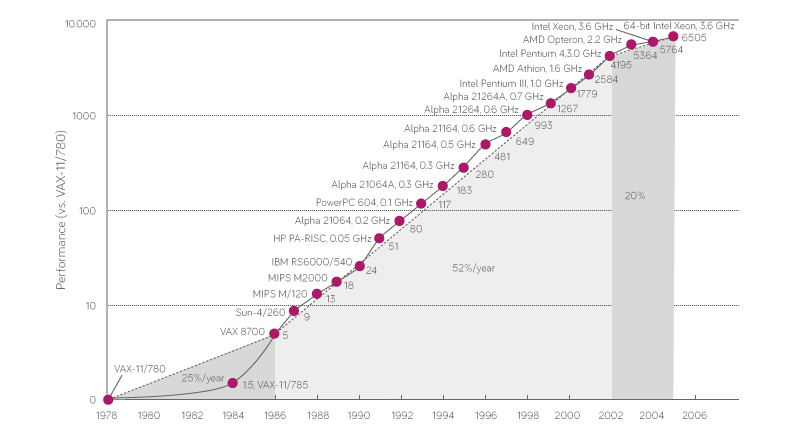 Performance (vs. VAX-11/780)
10.000
1000
100
10
0
Intel Xeon, 3.6 GHz
64-bit Intel Xeon, 3.6 GHz
6505
AMD Opteron, 2.2 GHz
5764
5364
Intel Pentium 4,3.0 GHz
4195
AMD Athlon, 1.6 GHz
2584
Intel Pentium III, 1.0 GHz
1779
Alpha 21264A, 0.7 GHz
1267
Alpha 21264, 0.6 GHz
993
Alpha 21164, 0.6 GHz
649
Alpha 21164, 0.5 GHz
481
Alpha 21164, 0.3 GHz
280
Alpha 21064A, 0.3 GHz
183
PowerPC 604, 0.1 GHz
117
Alpha 21064, 0.2 GHz
80
HP PA-RISC, 0.05 GHz
51
IBM RS6000/540
24
MIPS M2000
18
MIPS M/120
13
Sun-4/260
9
VAX 8700
5
VAX-11/780
25%/year
1.5, VAX-11/785
52%/year
20%
1978 1980 1982 1984 1986 1988 1990 1992 1994 1996 1998 2000 2002 2004 2006